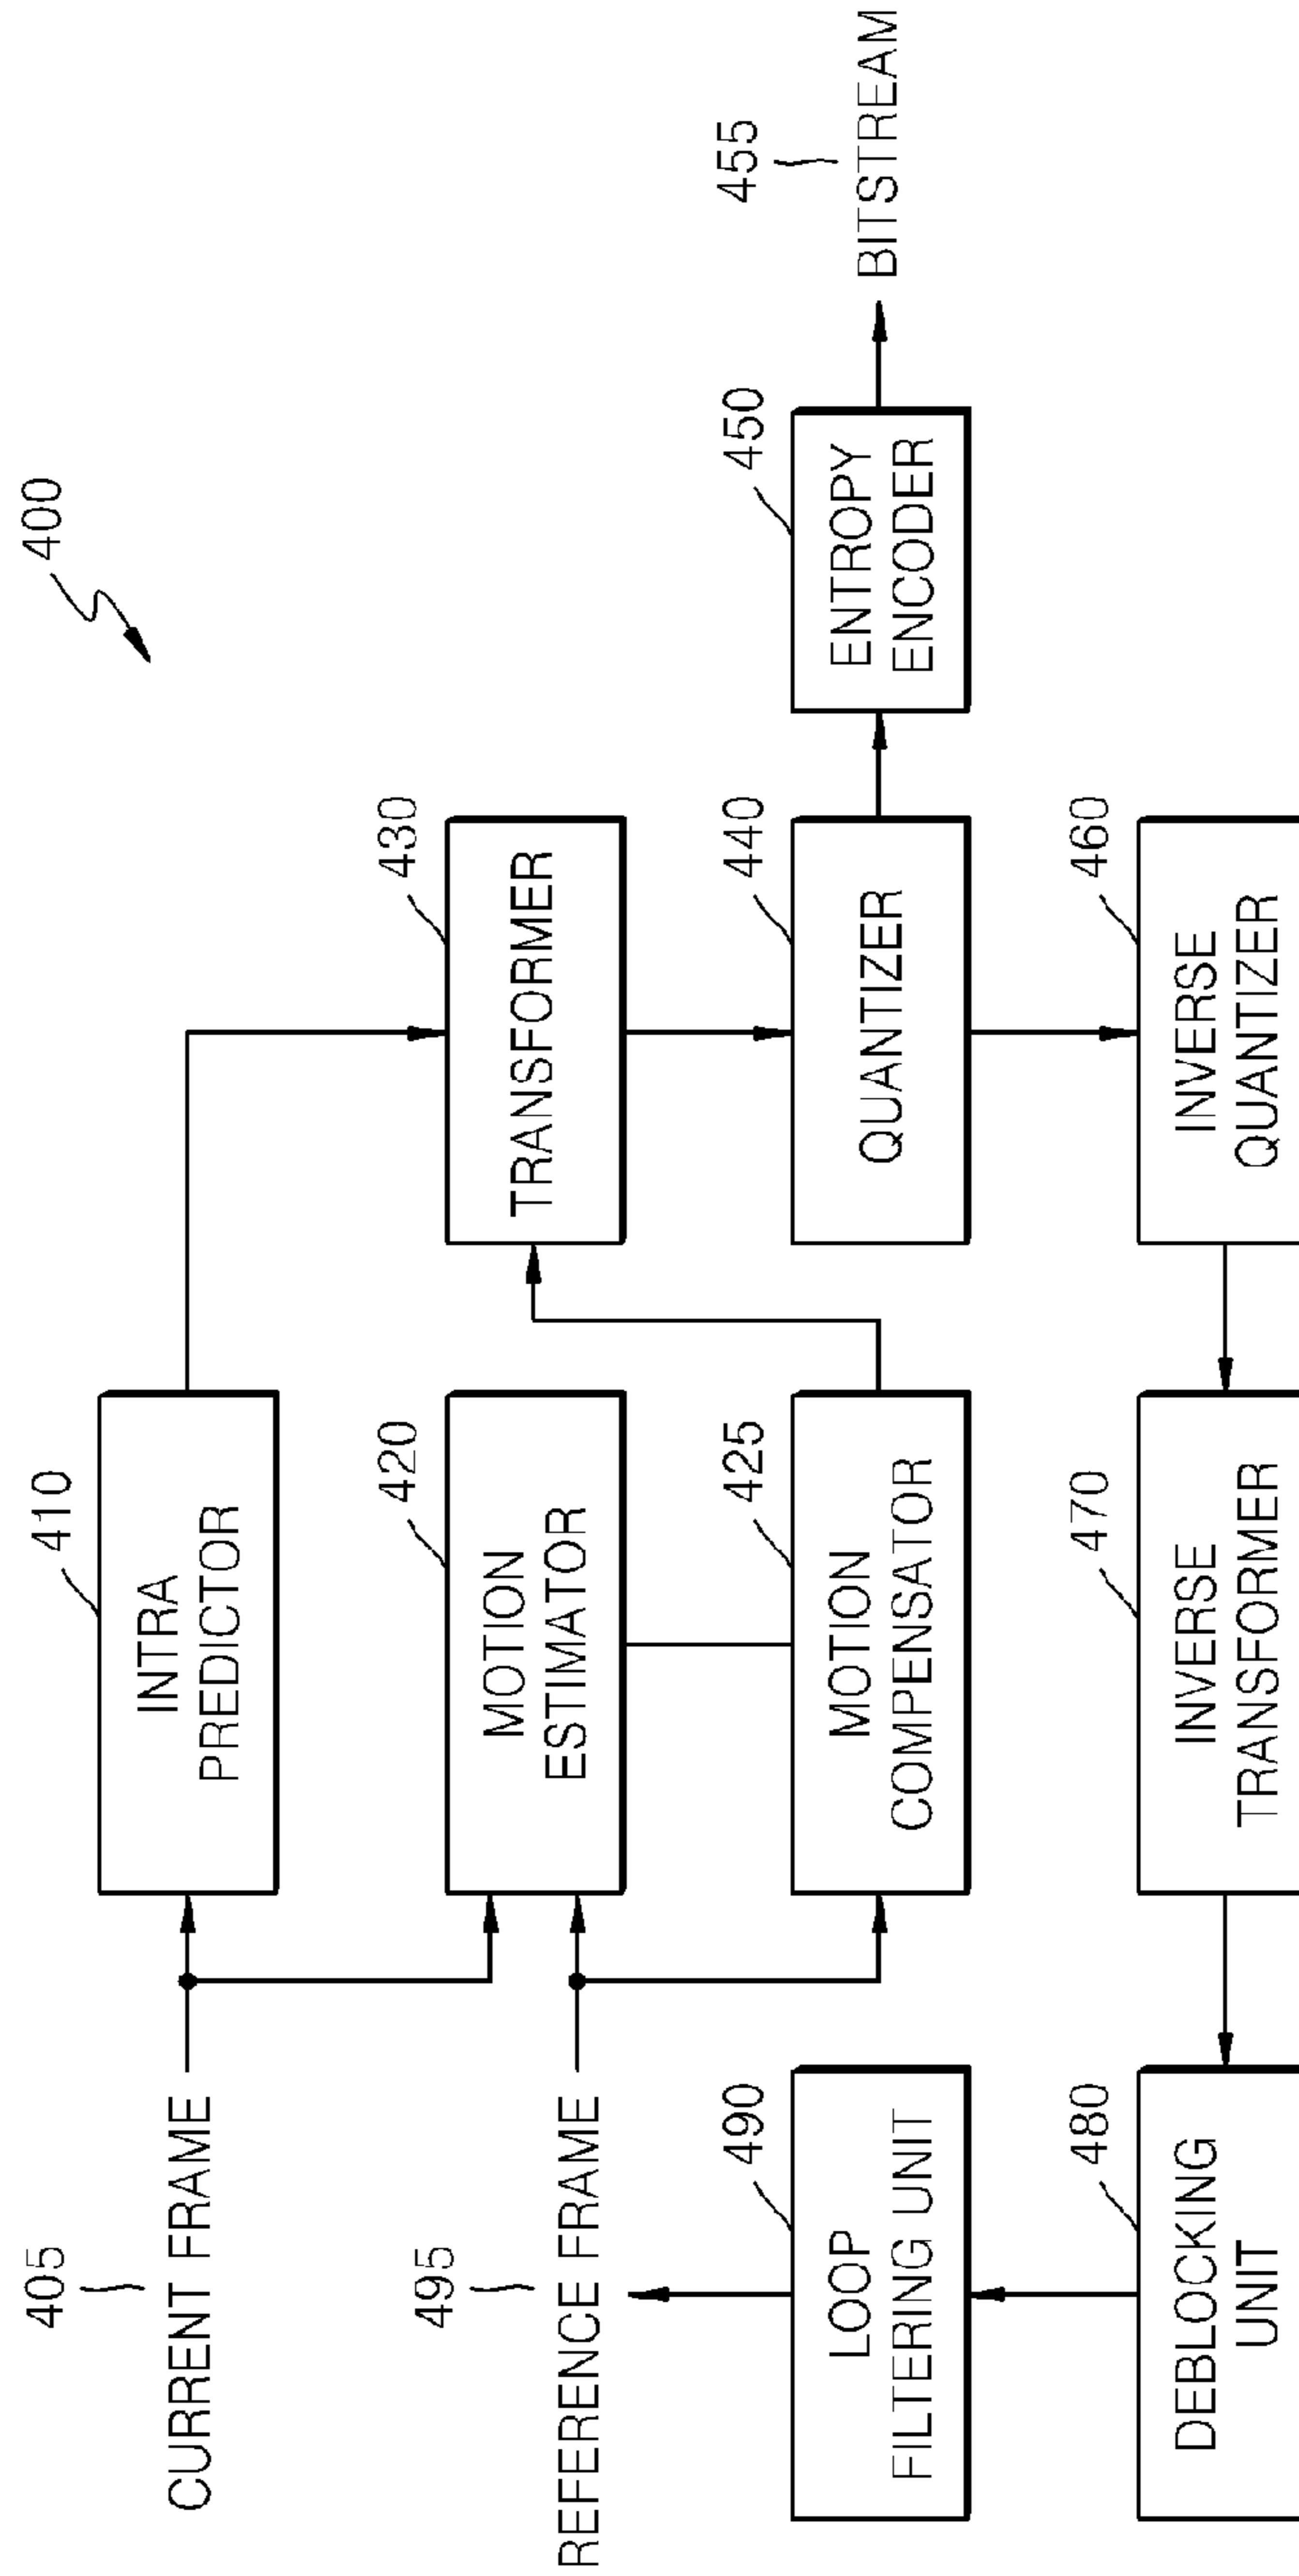 400
405
CURRENT FRAME
410
INTRA
PREDICTOR
495
REFERENCE FRAME
420
MOTION
ESTIMATOR
430
TRANSFORMER
490
LOOP
FILTERING UNIT
425
MOTION
COMPENSATOR
440
QUANTIZER
450
ENTROPY
ENCODER
455
BITSTREAM
480
DEBLOCKING
UNIT
470
INVERSE
TRANSFORMER
460
INVERSE
QUANTIZER